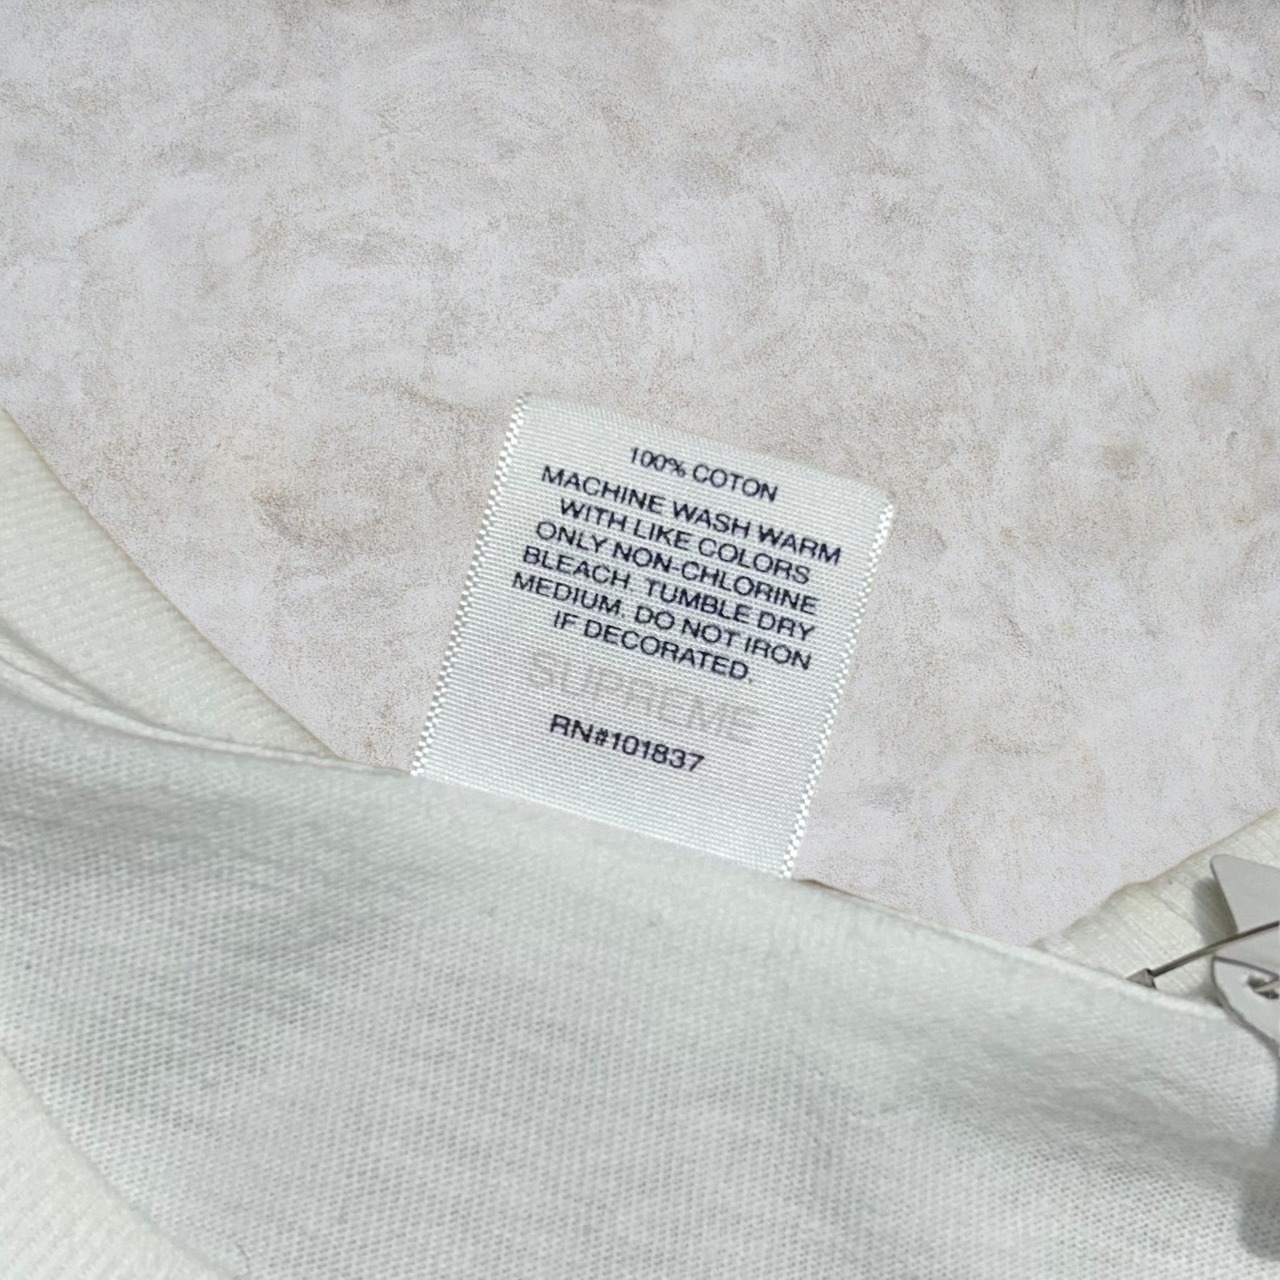 100% COTON
MACHINE WASH WARM
WITH LIKE COLORS
ONLY NON-CHLORINE
BLEACH. TUMBLE DRY
MEDIUM. DO NOT IRON
IF DECORATED.
SUPREME
RN#101837